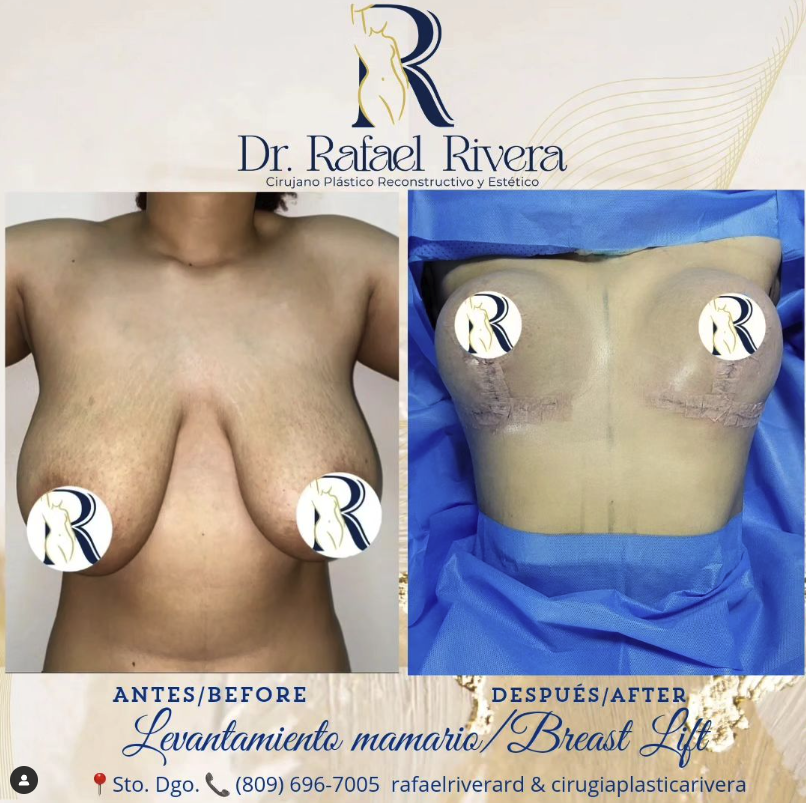 R
Dr. Rafael Rivera
Cirujano Plástico Reconstructivo y Estético
R R
R R
ANTES/BEFORE DESPUÉS/AFTER
Levantamiento mamario/Breast Lift
Sto. Dgo. (809) 696-7005 rafaelriverard & cirugiaplasticarivera